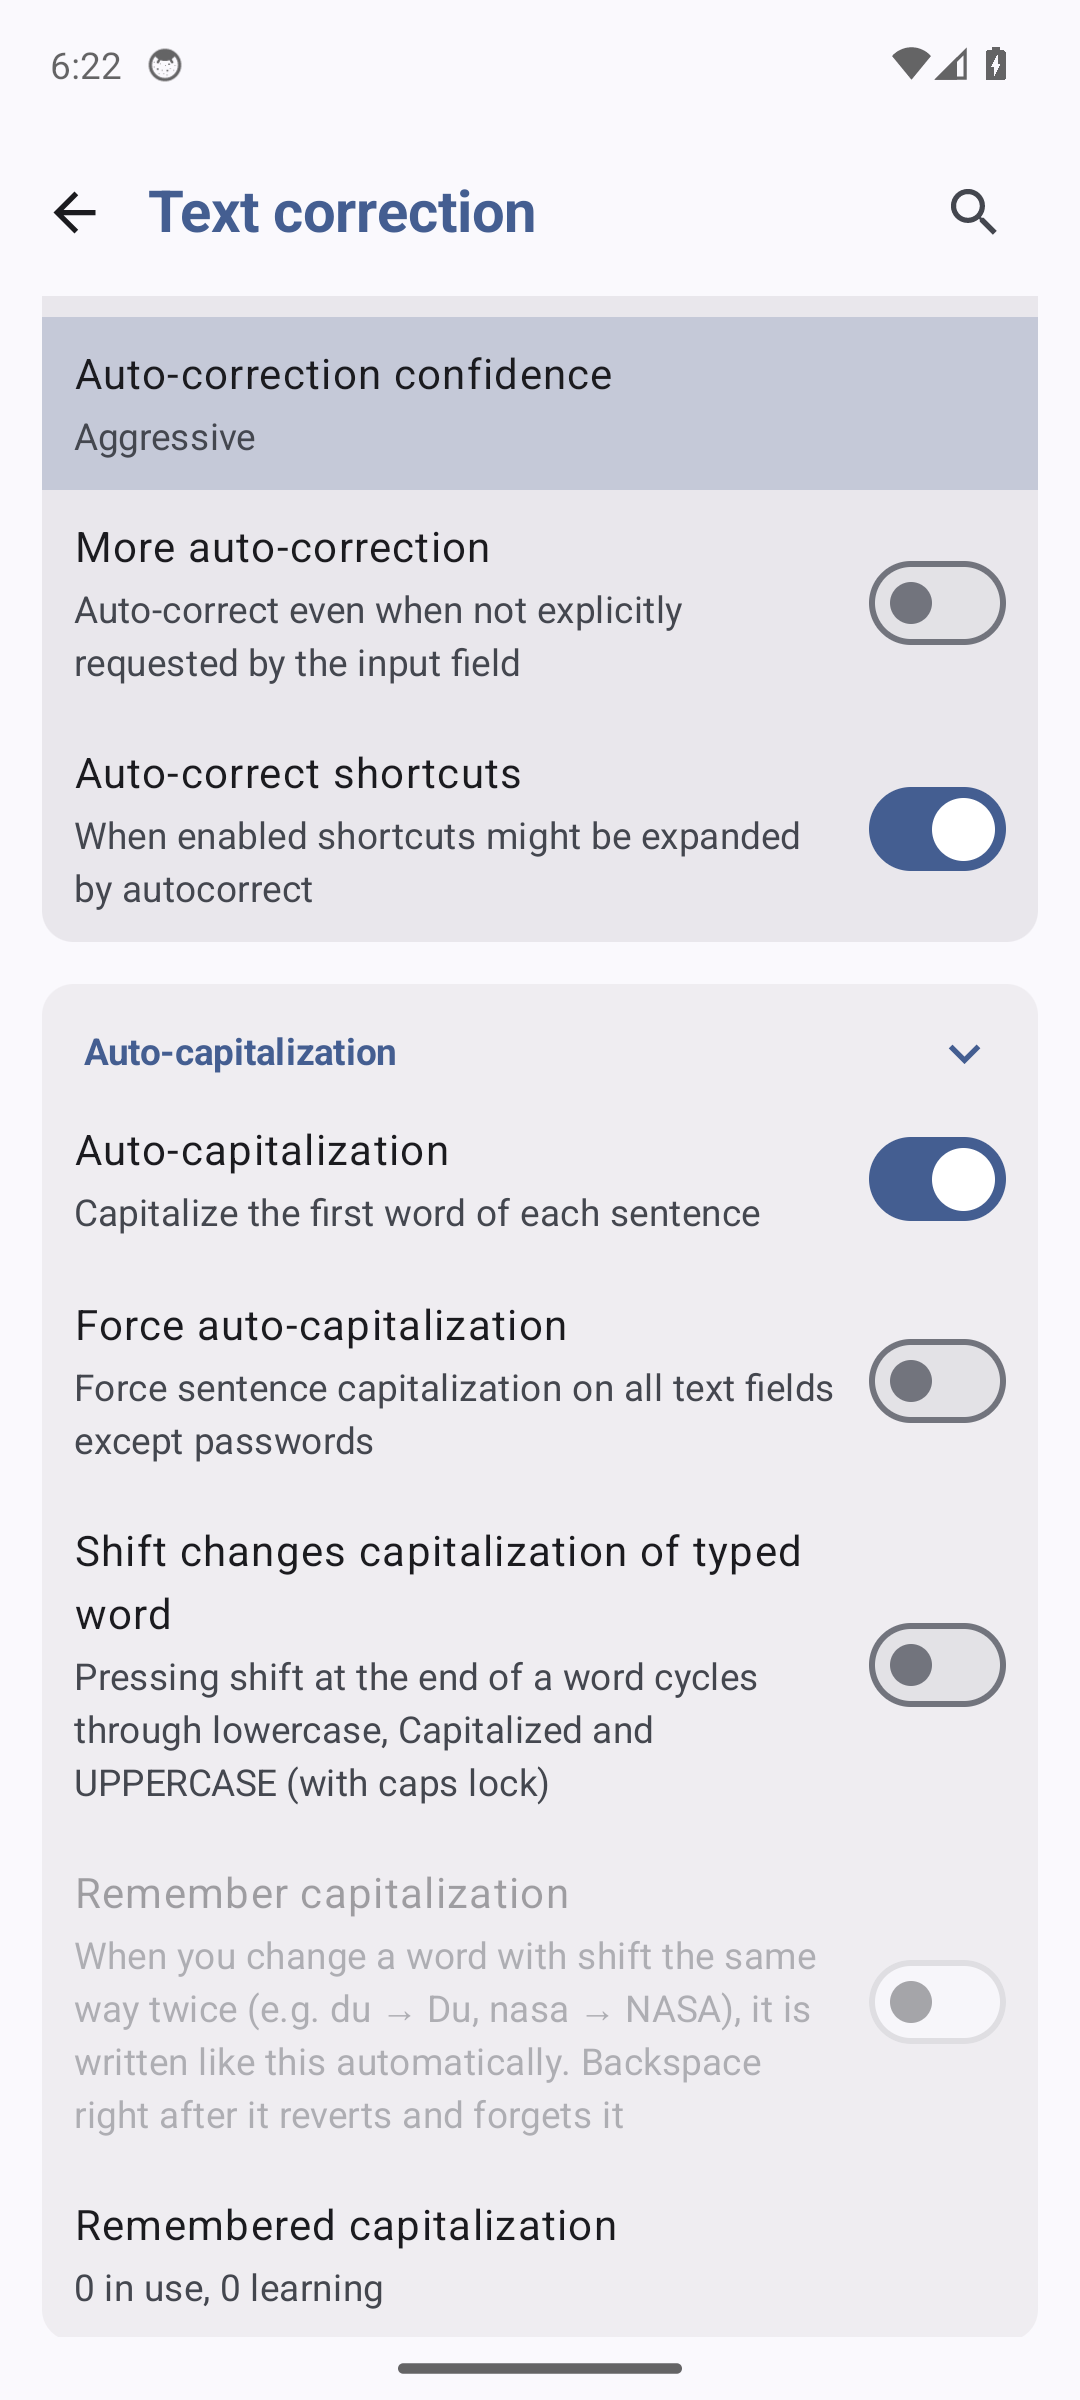 6:22
Text correction
Auto-correction confidence
Aggressive
More auto-correction
Auto-correct even when not explicitly
requested by the input field
Auto-correct shortcuts
When enabled shortcuts might be expanded
by autocorrect
Auto-capitalization
Auto-capitalization
Capitalize the first word of each sentence
Force auto-capitalization
Force sentence capitalization on all text fields
except passwords
Shift changes capitalization of typed
word
Pressing shift at the end of a word cycles
through lowercase, Capitalized and
UPPERCASE (with caps lock)
Remember capitalization
When you change a word with shift the same
way twice (e.g. du → Du, nasa → NASA), it is
written like this automatically. Backspace
right after it reverts and forgets it
Remembered capitalization
0 in use, 0 learning